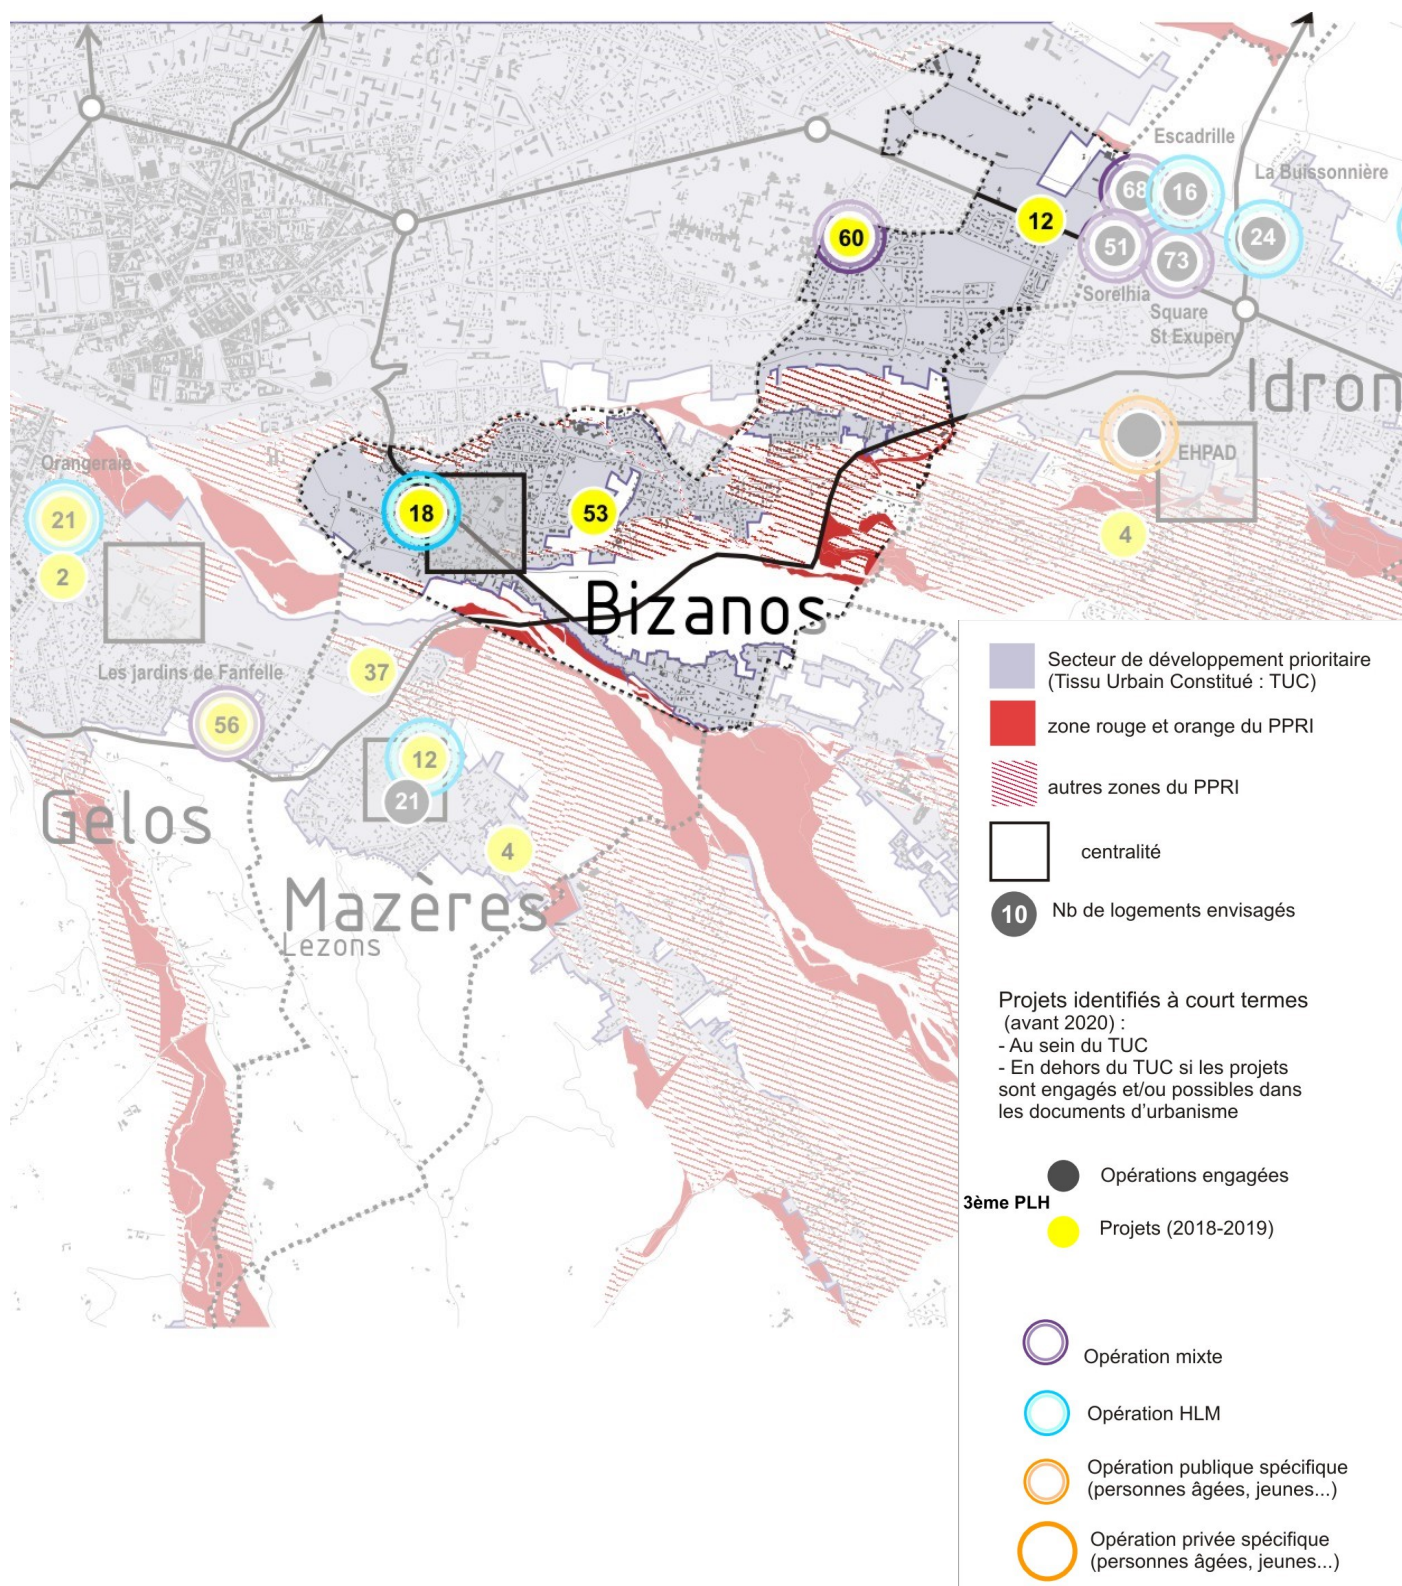 Escadrille
La Buissonnière
68
16
12
60
51
24
73
Sorelhia
Square
St Exupery
Idron
EHPAD
Orangeraie
21
18
53
4
2
Bizanos
Les jardins de Fanfelle
37
56
12
21
Gelos
4
Mazères
Lezons
Secteur de développement prioritaire
(Tissu Urbain Constitué : TUC)
zone rouge et orange du PPRI
autres zones du PPRI
centralité
10 Nb de logements envisagés
Projets identifiés à court termes
(avant 2020) :
- Au sein du TUC
- En dehors du TUC si les projets
sont engagés et/ou possibles dans
les documents d'urbanisme
Opérations engagées
3ème PLH
Projets (2018-2019)
Opération mixte
Opération HLM
Opération publique spécifique
(personnes âgées, jeunes...)
Opération privée spécifique
(personnes âgées, jeunes...)